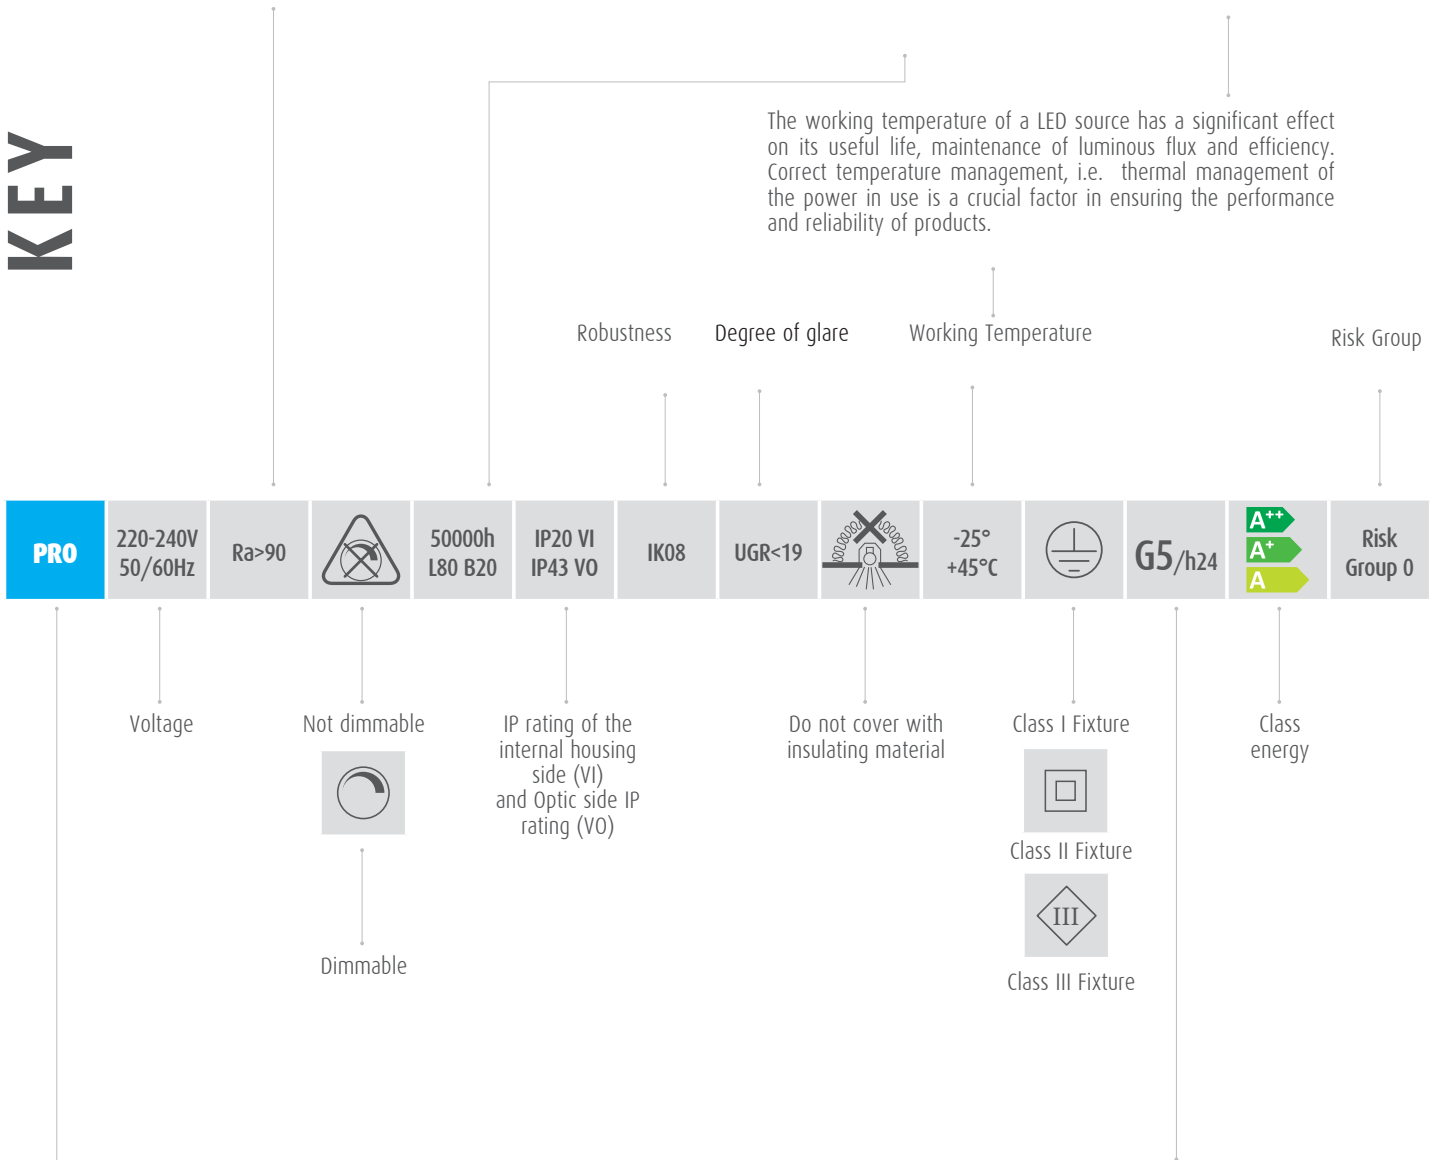 KEY
The working temperature of a LED source has a significant effect
on its useful life, maintenance of luminous flux and efficiency.
Correct temperature management, i.e. thermal management of
the power in use is a crucial factor in ensuring the performance
and reliability of products.
Robustness
Degree of glare
Working Temperature
Risk Group
PRO
220-240V
50/60Hz
Ra>90
50000h
L80 B20
IP20 VI
IP43 VO
IK08
UGR<19
-25°
+45°C
G5/h24
A++
A+
A
Risk
Group 0
Voltage
Not dimmable
IP rating of the
internal housing
side (VI)
and Optic side IP
rating (VO)
Do not cover with
insulating material
Class I Fixture
Class
energy
Class II Fixture
III
Dimmable
Class III Fixture